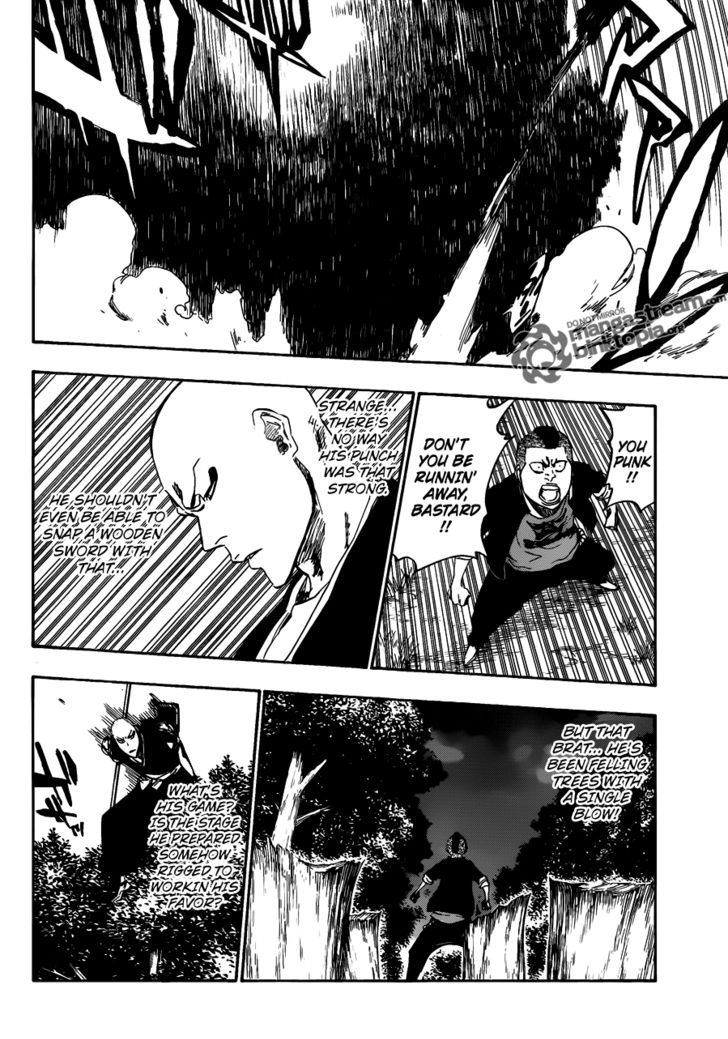 DO NOT MIRROR
mangastream.com
binktopia.net
YOU
PUNK
!!
DON'T
YOU BE
RUNNIN'
AWAY,
BASTARD
!!
STRANGE...
THERE'S
NO WAY
HIS PUNCH
WAS THAT
STRONG.
HE SHOULDN'T
EVEN BE ABLE TO
SNAP A WOODEN
SWORD WITH
THAT...
BUT THAT
BRAT... HE'S
BEEN FELLING
TREES WITH
A SINGLE
BLOW!
WHAT'S
HIS GAME?
IS THE STAGE
HE PREPARED
SOMEHOW
RIGGED TO
WORKIN HIS
FAVOR?